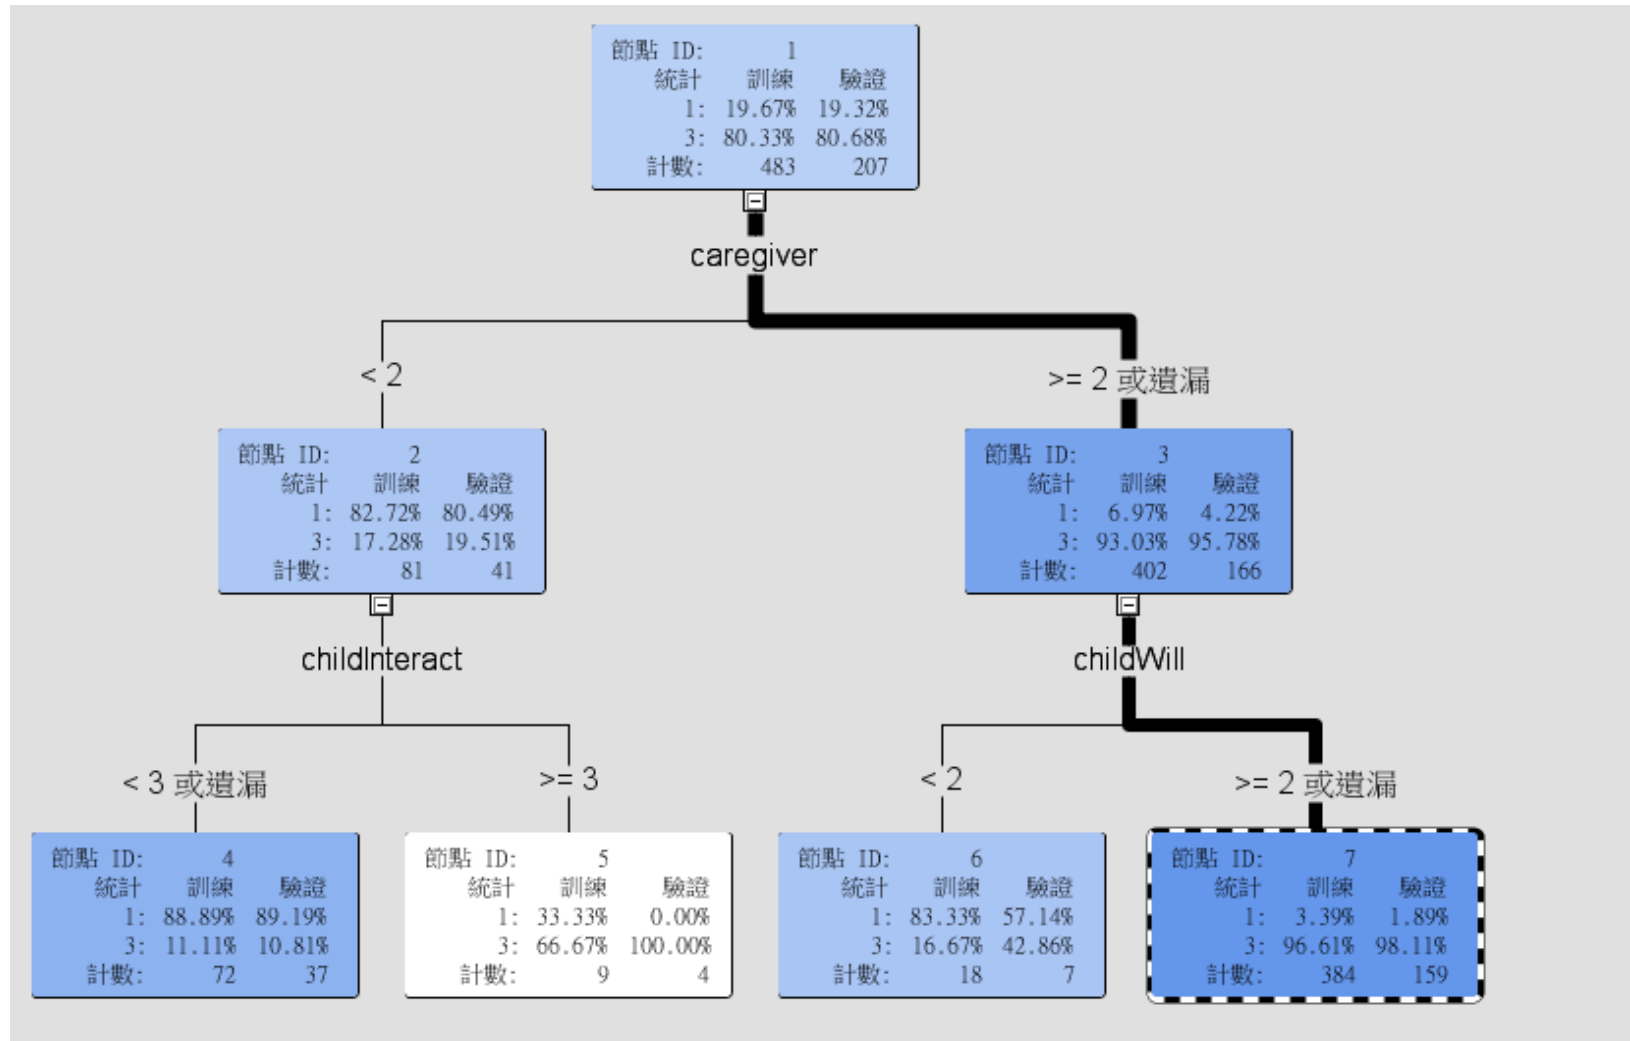 節點 ID: 1
統計 訓練 驗證
1: 19.67% 19.32%
3: 80.33% 80.68%
計數: 483 207
caregiver
< 2
>= 2 或遺漏
節點 ID: 2
統計 訓練 驗證
1: 82.72% 80.49%
3: 17.28% 19.51%
計數: 81 41
節點 ID: 3
統計 訓練 驗證
1: 6.97% 4.22%
3: 93.03% 95.78%
計數: 402 166
childInteract
childWill
< 3 或遺漏
>= 3
< 2
>= 2 或遺漏
節點 ID: 4
統計 訓練 驗證
1: 88.89% 89.19%
3: 11.11% 10.81%
計數: 72 37
節點 ID: 5
統計 訓練 驗證
1: 33.33% 0.00%
3: 66.67% 100.00%
計數: 9 4
節點 ID: 6
統計 訓練 驗證
1: 83.33% 57.14%
3: 16.67% 42.86%
計數: 18 7
節點 ID: 7
統計 訓練 驗證
1: 3.39% 1.89%
3: 96.61% 98.11%
計數: 384 159